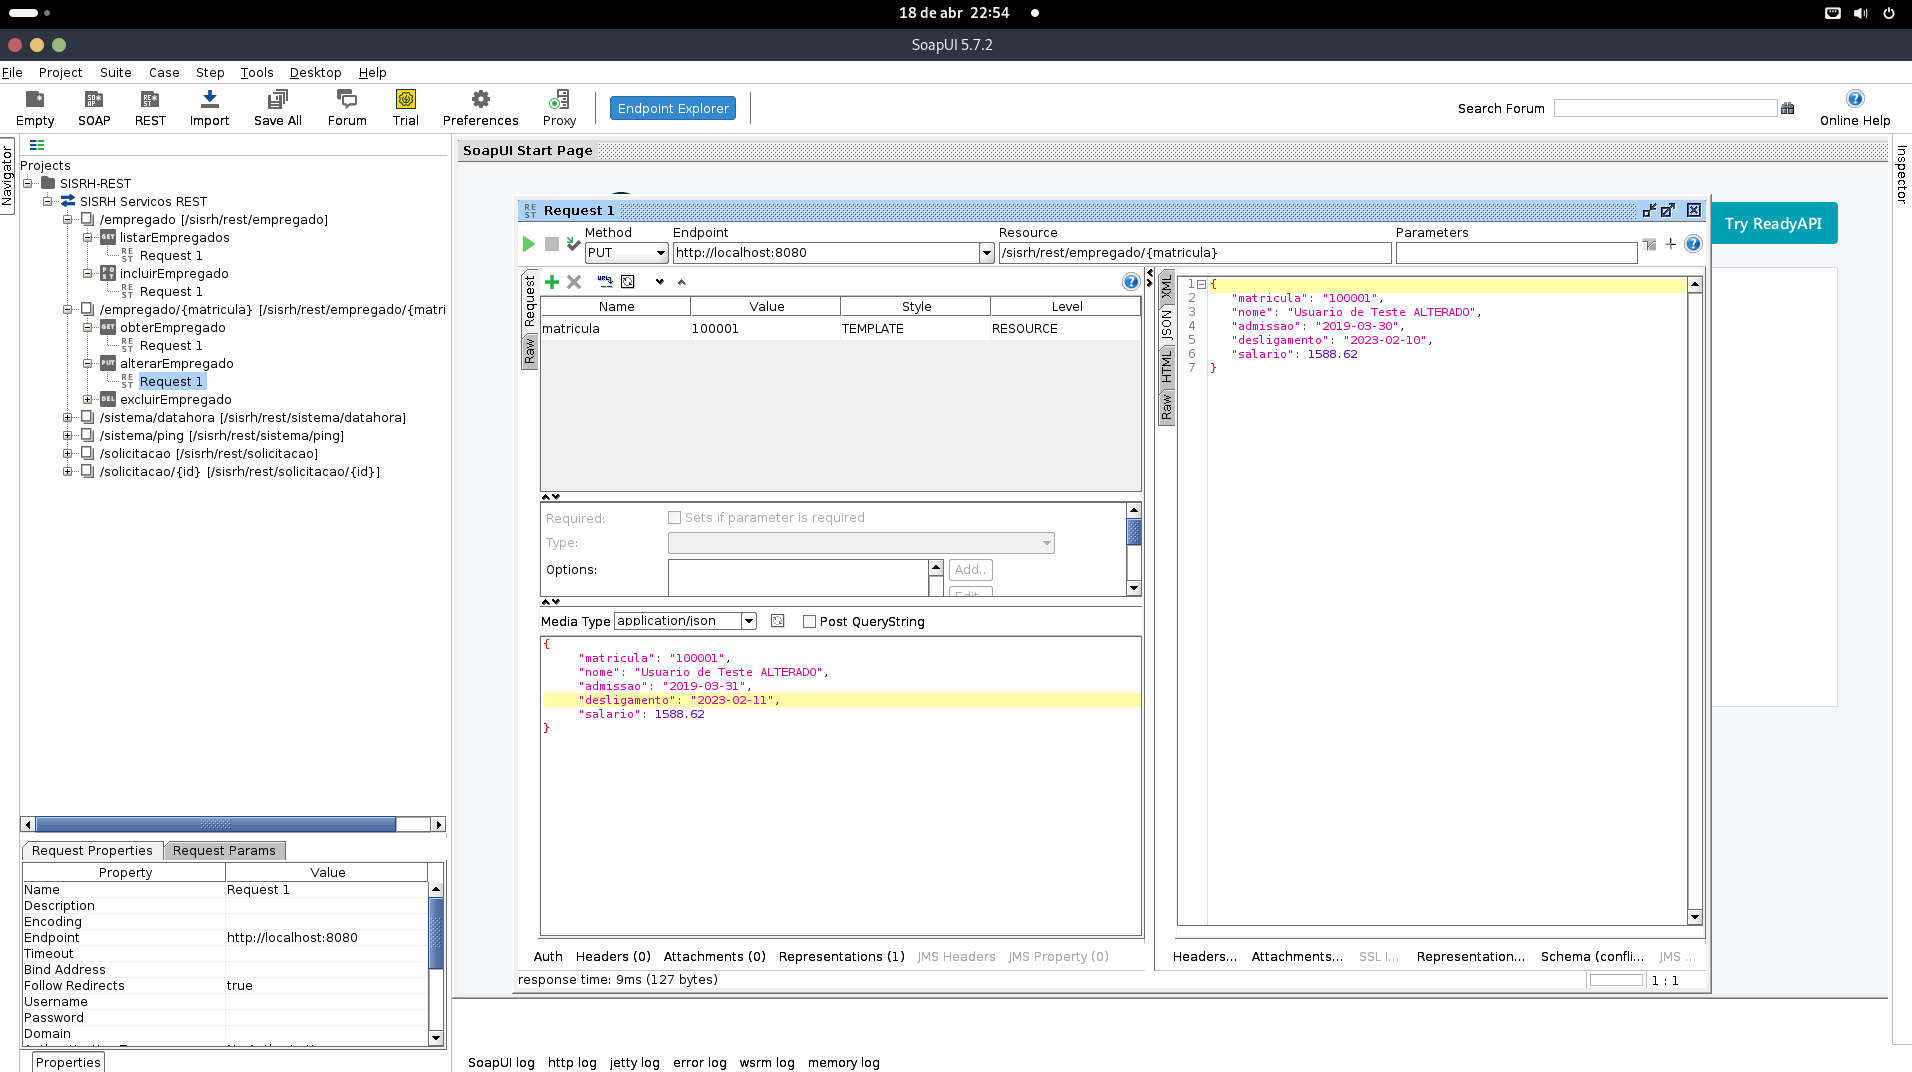 18 de abr 22:54
SoapUI 5.7.2
File Project Suite Case Step Tools Desktop Help
Empty SOAP REST Import Save All Forum Trial Preferences Proxy Endpoint Explorer Search Forum Online Help
Navigator
Projects
SISRH-REST
SISRH Servicos REST
/empregado [/sisrh/rest/empregado]
GET listarEmpregados
REST Request 1
POST incluirEmpregado
REST Request 1
/empregado/{matricula} [/sisrh/rest/empregado/{matri
GET obterEmpregado
REST Request 1
PUT alterarEmpregado
REST Request 1
DEL excluirEmpregado
/sistema/datahora [/sisrh/rest/sistema/datahora]
/sistema/ping [/sisrh/rest/sistema/ping]
/solicitacao [/sisrh/rest/solicitacao]
/solicitacao/{id} [/sisrh/rest/solicitacao/{id}]
Request Properties Request Params
Property Value
Name Request 1
Description
Encoding
Endpoint http://localhost:8080
Timeout
Bind Address
Follow Redirects true
Username
Password
Domain
Properties
SoapUI Start Page
Inspector
Try ReadyAPI
REST Request 1
Method Endpoint Resource Parameters
PUT http://localhost:8080 /sisrh/rest/empregado/{matricula}
Request
Raw
Name Value Style Level
matricula 100001 TEMPLATE RESOURCE
Required: Sets if parameter is required
Type:
Options: Add..
Edit..
Media Type application/json Post QueryString
{
"matricula": "100001",
"nome": "Usuario de Teste ALTERADO",
"admissao": "2019-03-31",
"desligamento": "2023-02-11",
"salario": 1588.62
}
Auth Headers (0) Attachments (0) Representations (1) JMS Headers JMS Property (0)
response time: 9ms (127 bytes)
XML
JSON
HTML
Raw
1 {
2 "matricula": "100001",
3 "nome": "Usuario de Teste ALTERADO",
4 "admissao": "2019-03-30",
5 "desligamento": "2023-02-10",
6 "salario": 1588.62
7 }
Headers... Attachments... SSL I... Representation... Schema (confli... JMS ...
1 : 1
SoapUI log http log jetty log error log wsrm log memory log